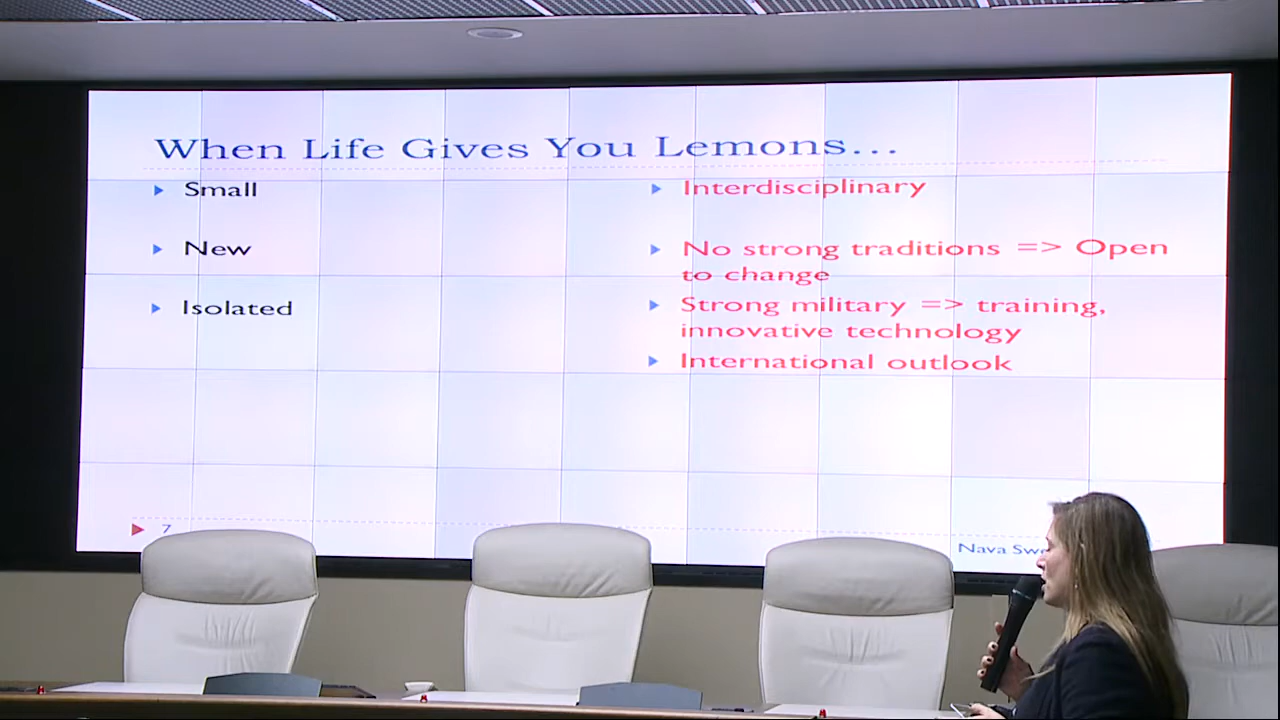 When Life Gives You Lemons...
Small
New
Isolated
Interdisciplinary
No strong traditions => Open
to change
Strong military => training,
innovative technology
International outlook
7
Nava